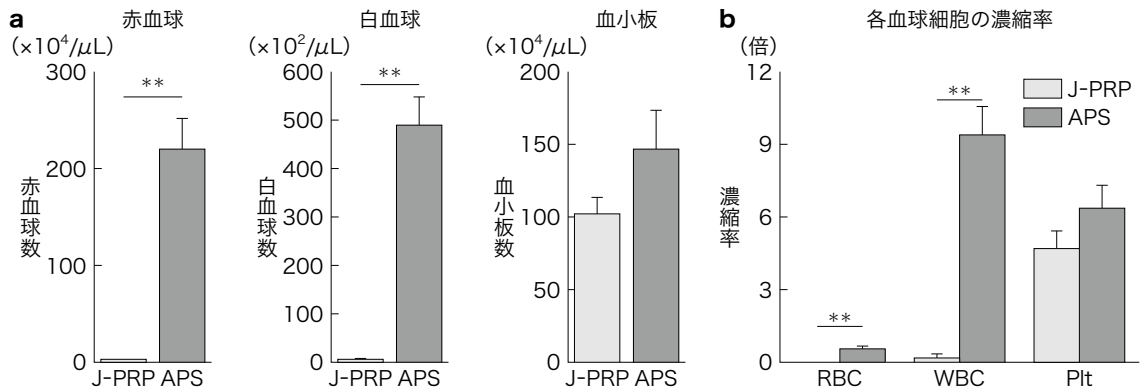 a
赤血球
(×10⁴/μL)
300
200
100
0
赤血球数
**
J-PRP APS
白血球
(×10²/μL)
600
500
400
300
200
100
0
白血球数
**
J-PRP APS
血小板
(×10⁴/μL)
200
150
100
50
0
血小板数
J-PRP APS
b
各血球細胞の濃縮率
(倍)
12
9
6
3
0
濃縮率
J-PRP
APS
**
**
RBC
WBC
Plt